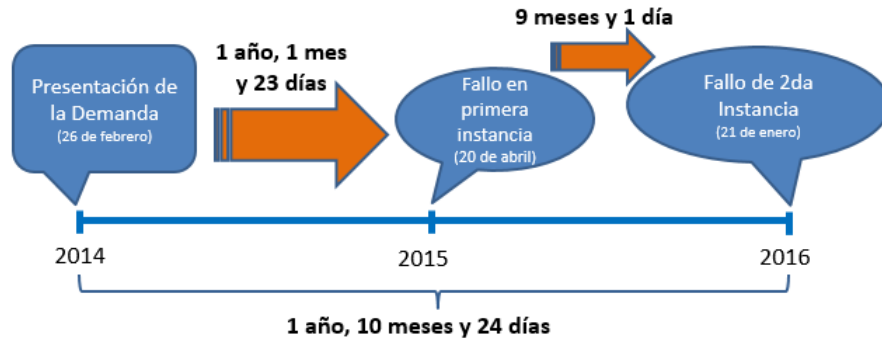 9 meses y 1 día
1 año, 1 mes
y 23 días
Presentación de
la Demanda
(26 de febrero)
Fallo en
primera
instancia
(20 de abril)
Fallo de 2da
Instancia
(21 de enero)
2014
2015
2016
1 año, 10 meses y 24 días